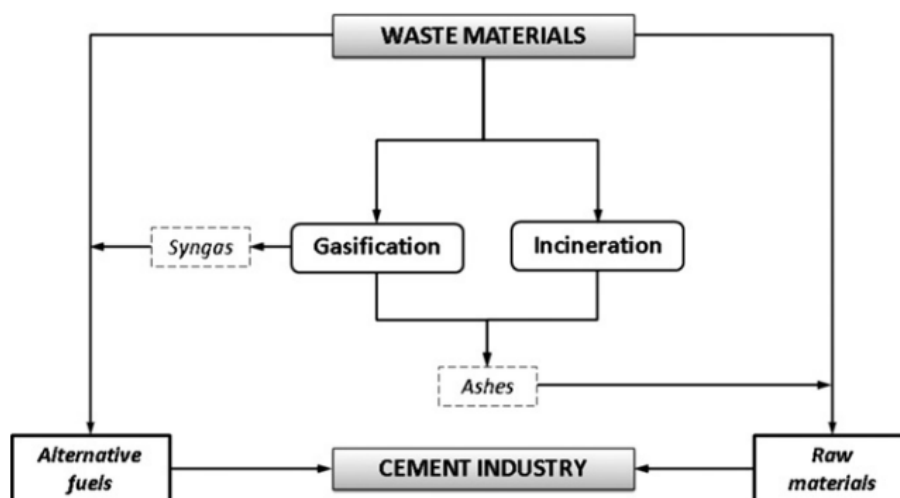 WASTE MATERIALS
Syngas
Gasification
Incineration
Ashes
Alternative
fuels
CEMENT INDUSTRY
Raw
materials